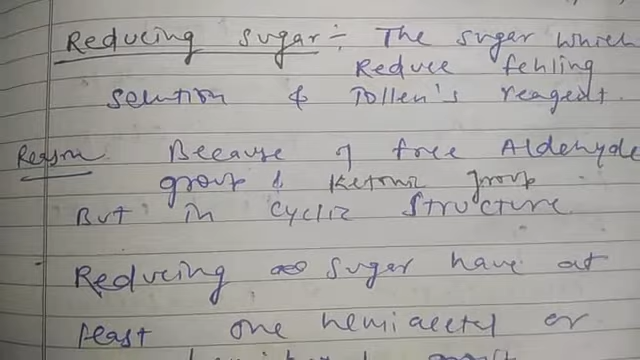 Reducing sugar :- The sugar which
Reduce fehling
solution & Tollen's reagent.
Reason Because of free Aldehyde
group & Ketonic group
But in cyclic structure
Reducing sugar have at
least one hemiacetal or